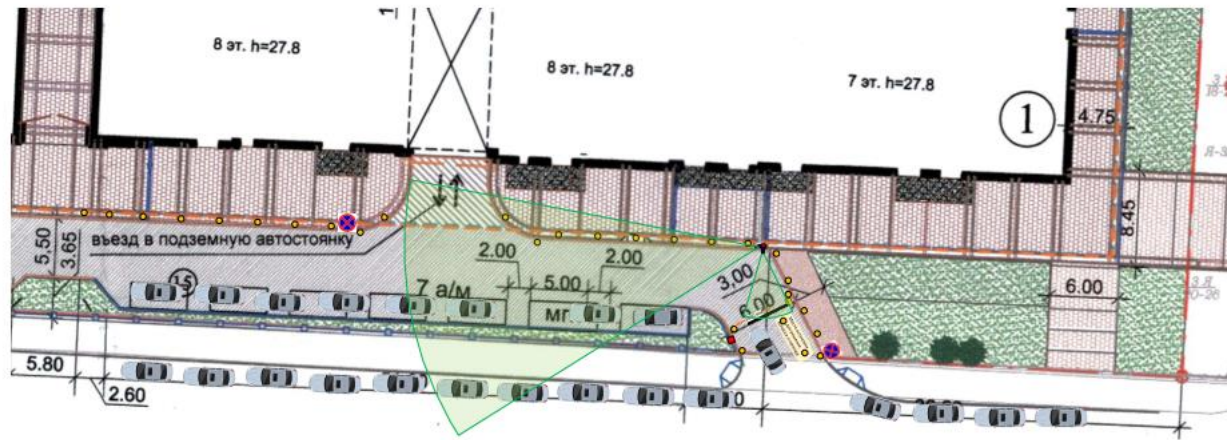 8 эт. h=27.8
8 эт. h=27.8
7 эт. h=27.8
1
4.75
8.45
въезд в подземную автостоянку
5,50
3.65
15
2.00
5.00
2.00
7 а/м
мг.
3,00
6.00
6.00
5.80
2.60